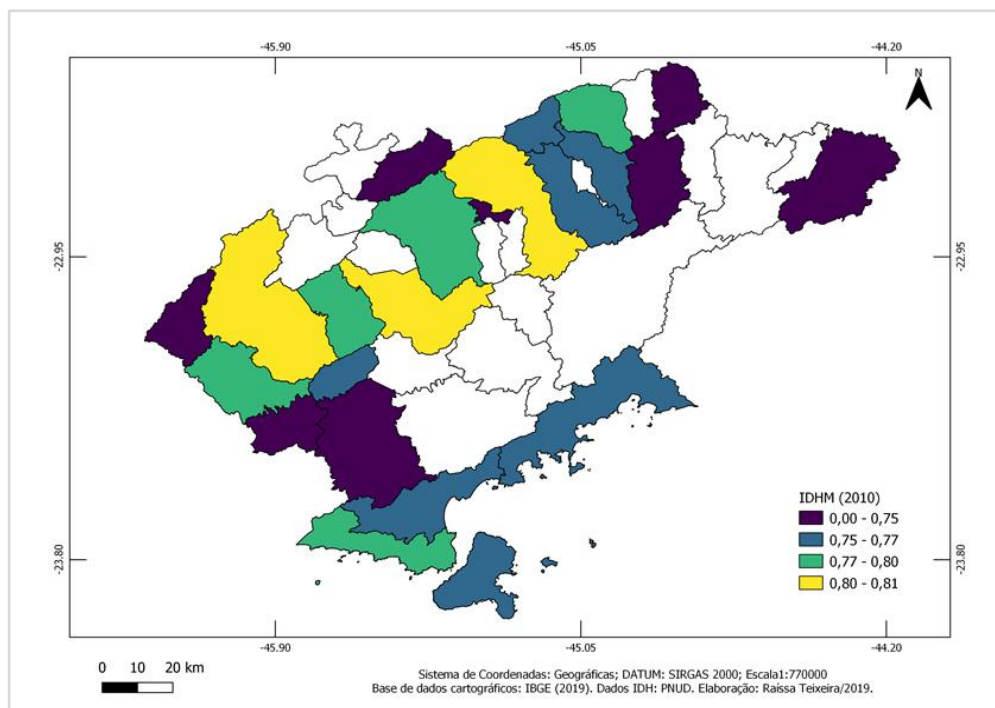 -45.90 -45.05 -44.20
N
-22.95 -22.95
-23.80 -23.80
IDHM (2010)
0,00 - 0,75
0,75 - 0,77
0,77 - 0,80
0,80 - 0,81
-45.90 -45.05 -44.20
0 10 20 km
Sistema de Coordenadas: Geográficas; DATUM: SIRGAS 2000; Escala1:770000
Base de dados cartográficos: IBGE (2019). Dados IDH: PNUD. Elaboração: Raíssa Teixeira/2019.